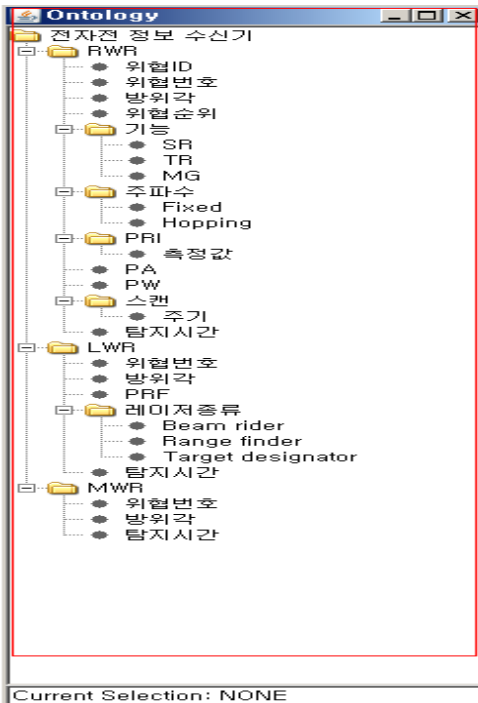 Ontology
전자전 정보 수신기
RWR
위협ID
위협번호
방위각
위협순위
기능
SR
TR
MG
주파수
Fixed
Hopping
PRI
측정값
PA
PW
스캔
주기
탐지시간
LWR
위협번호
방위각
PRF
레이저종류
Beam rider
Range finder
Target designator
탐지시간
MWR
위협번호
방위각
탐지시간
Current Selection: NONE